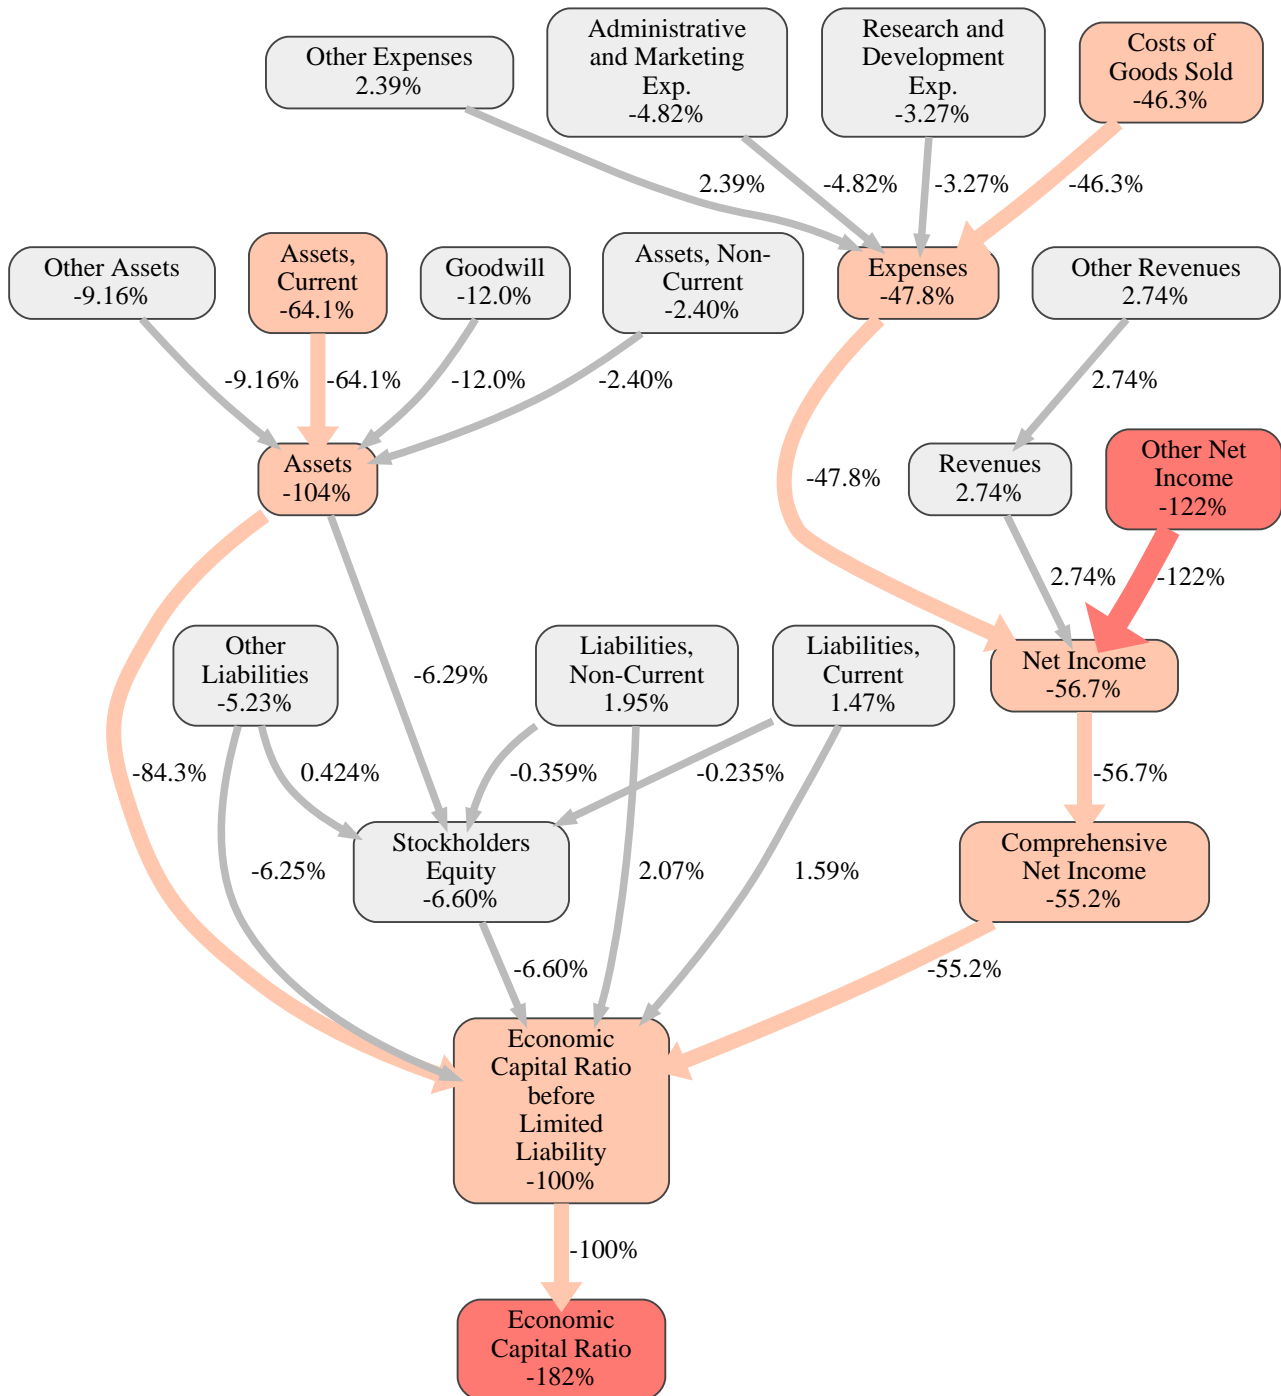 Other Expenses
2.39%
Administrative
and Marketing
Exp.
-4.82%
Research and
Development
Exp.
-3.27%
Costs of
Goods Sold
-46.3%
2.39%
-4.82%
-3.27%
-46.3%
Other Assets
-9.16%
Assets,
Current
-64.1%
Goodwill
-12.0%
Assets, Non-
Current
-2.40%
Expenses
-47.8%
Other Revenues
2.74%
-9.16%
-64.1%
-12.0%
-2.40%
2.74%
Assets
-104%
-47.8%
Revenues
2.74%
Other Net
Income
-122%
2.74%
-122%
Other
Liabilities
-5.23%
-6.29%
Liabilities,
Non-Current
1.95%
Liabilities,
Current
1.47%
Net Income
-56.7%
-84.3%
0.424%
-0.359%
-0.235%
-56.7%
Stockholders
Equity
-6.60%
-6.25%
2.07%
1.59%
Comprehensive
Net Income
-55.2%
-6.60%
-55.2%
Economic
Capital Ratio
before
Limited
Liability
-100%
-100%
Economic
Capital Ratio
-182%